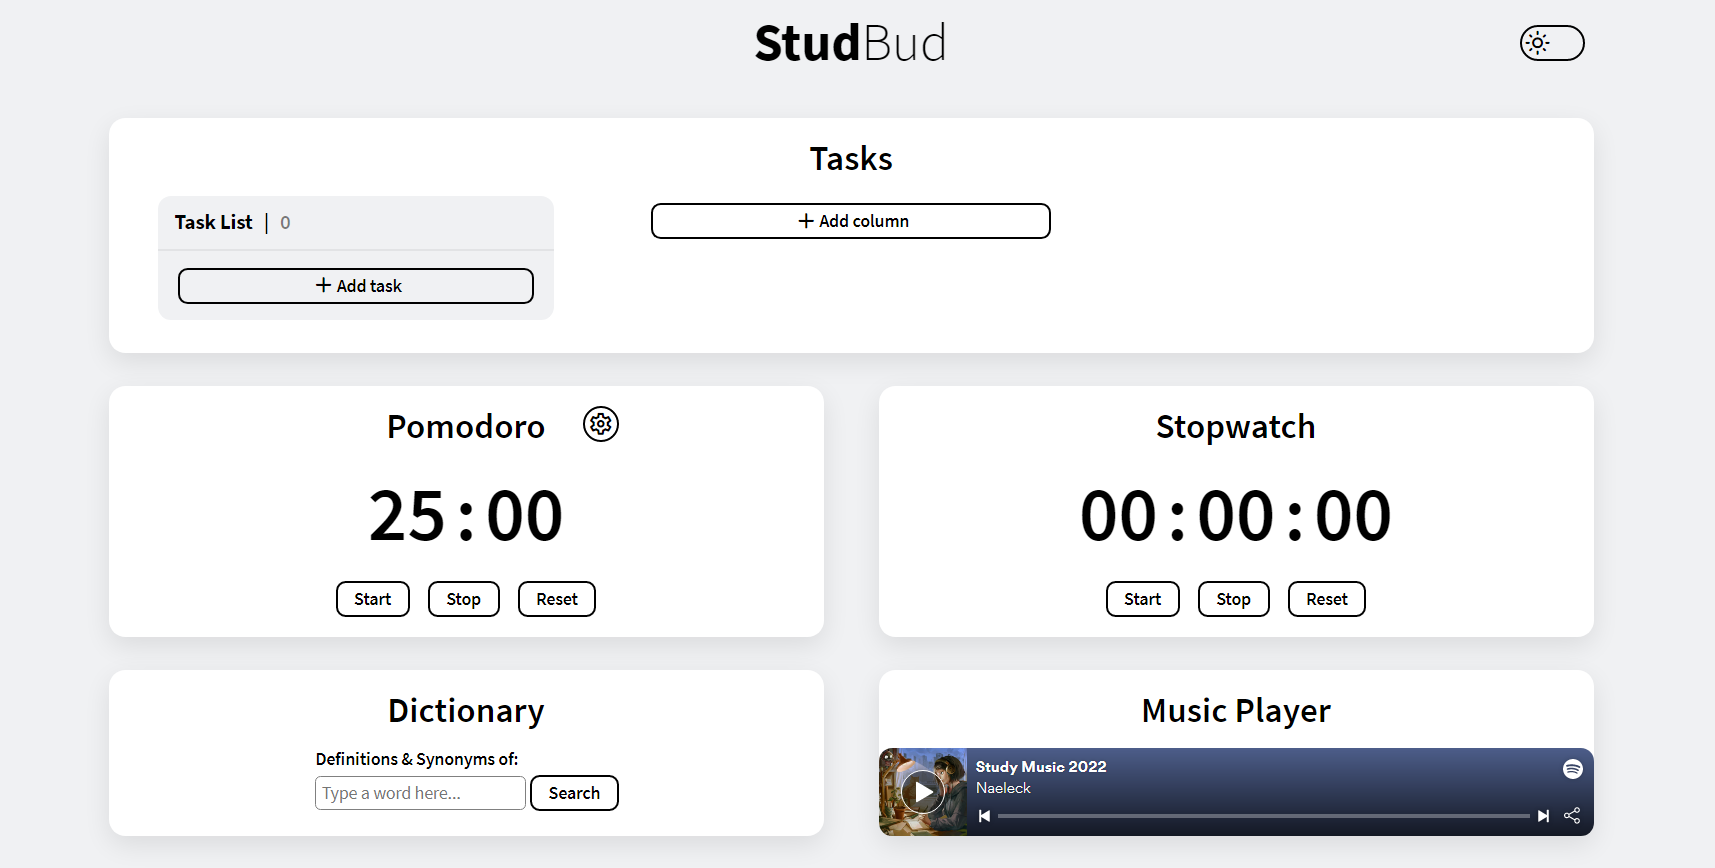 StudBud
Tasks
Task List | 0
+ Add column
+ Add task
Pomodoro
25:00
Start Stop Reset
Stopwatch
00:00:00
Start Stop Reset
Dictionary
Definitions & Synonyms of:
Type a word here...
Search
Music Player
Study Music 2022
Naeleck